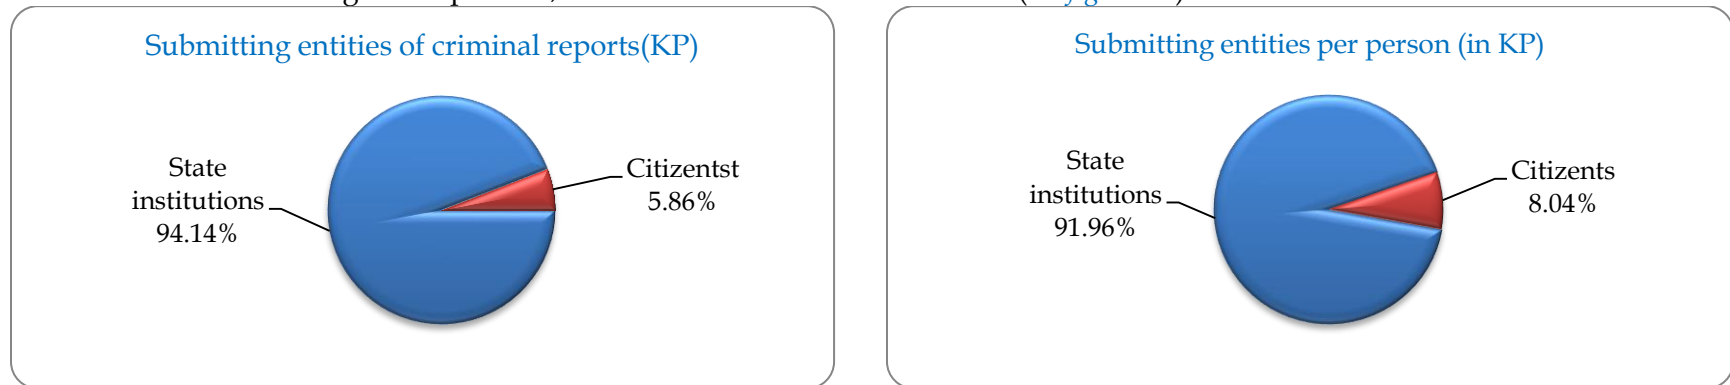 Submitting entities of criminal reports(KP)
State
institutions
94.14%
Citizentst
5.86%
Submitting entities per person (in KP)
State
institutions
91.96%
Citizents
8.04%